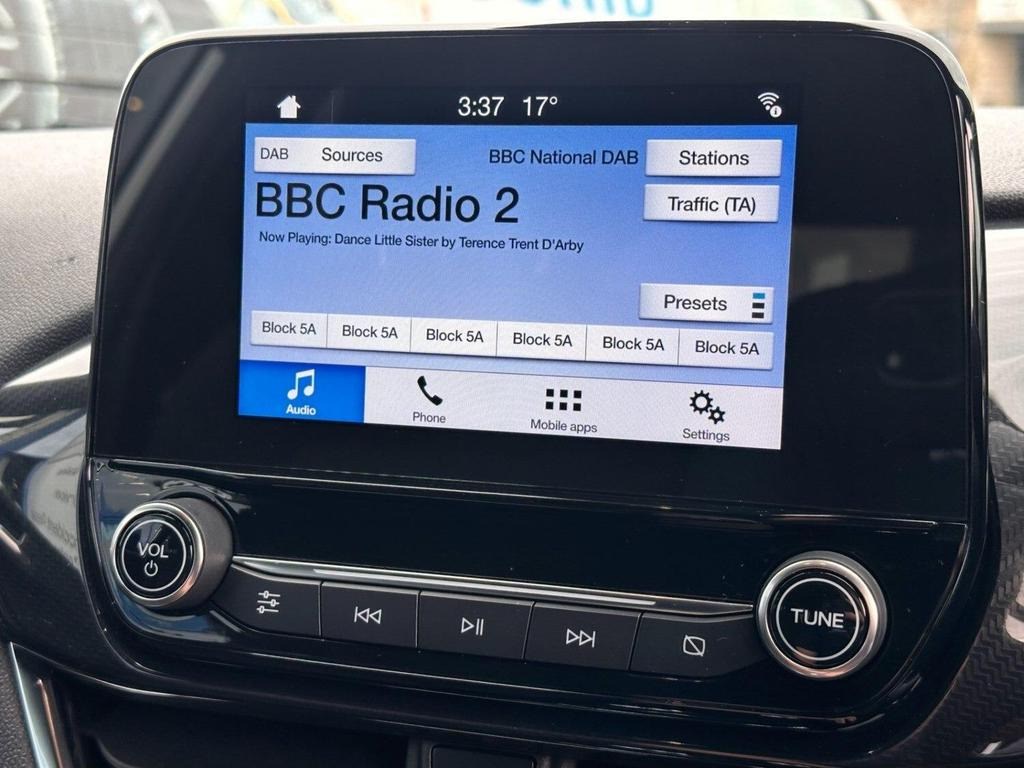 3:37 17°
DAB Sources
BBC National DAB
Stations
BBC Radio 2
Traffic (TA)
Now Playing: Dance Little Sister by Terence Trent D'Arby
Presets
Block 5A Block 5A Block 5A Block 5A Block 5A Block 5A
Audio
Phone
Mobile apps
Settings
VOL
TUNE